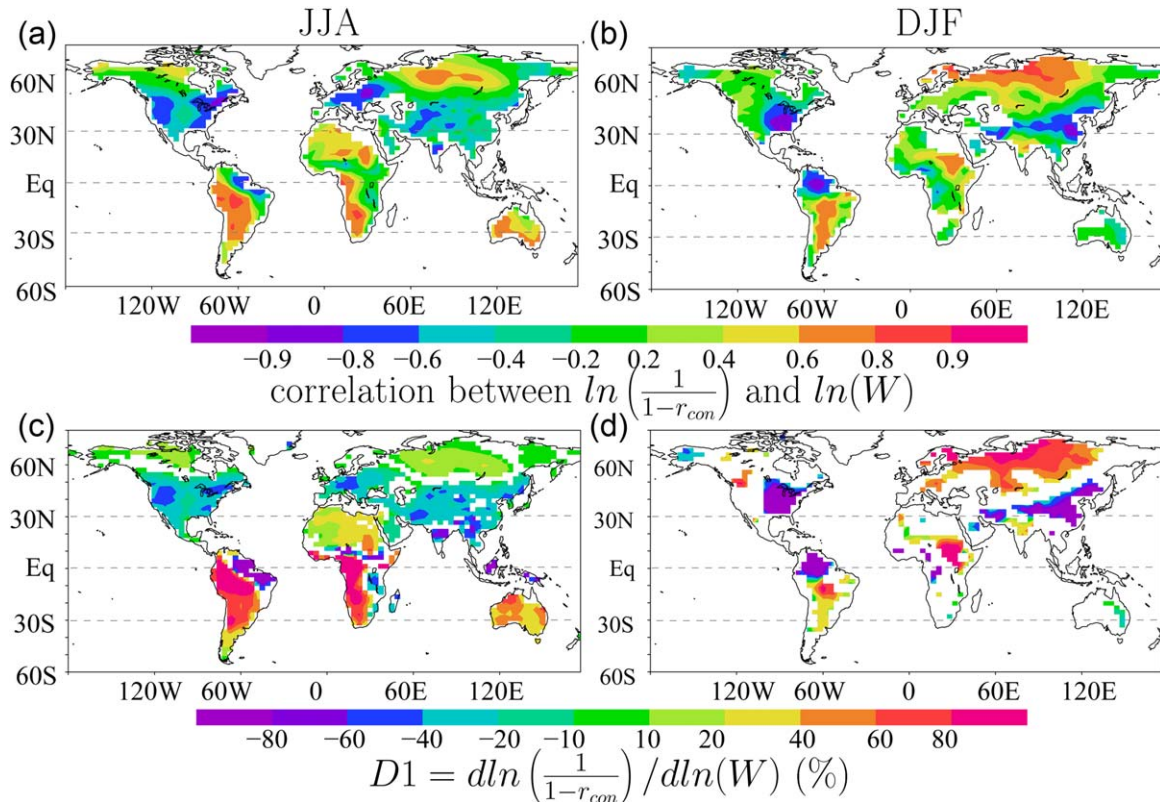 JJA
DJF
(a)
(b)
60N
30N
Eq
30S
60S
120W 60W 0 60E 120E
60N
30N
Eq
30S
60S
120W 60W 0 60E 120E
−0.9 −0.8 −0.6 −0.4 −0.2 0.2 0.4 0.6 0.8 0.9
correlation between ln(1/(1−r_con)) and ln(W)
(c)
(d)
60N
30N
Eq
30S
60S
120W 60W 0 60E 120E
60N
30N
Eq
30S
60S
120W 60W 0 60E 120E
−80 −60 −40 −20 −10 10 20 40 60 80
D1 = dln(1/(1−r_con)) /dln(W) (%)